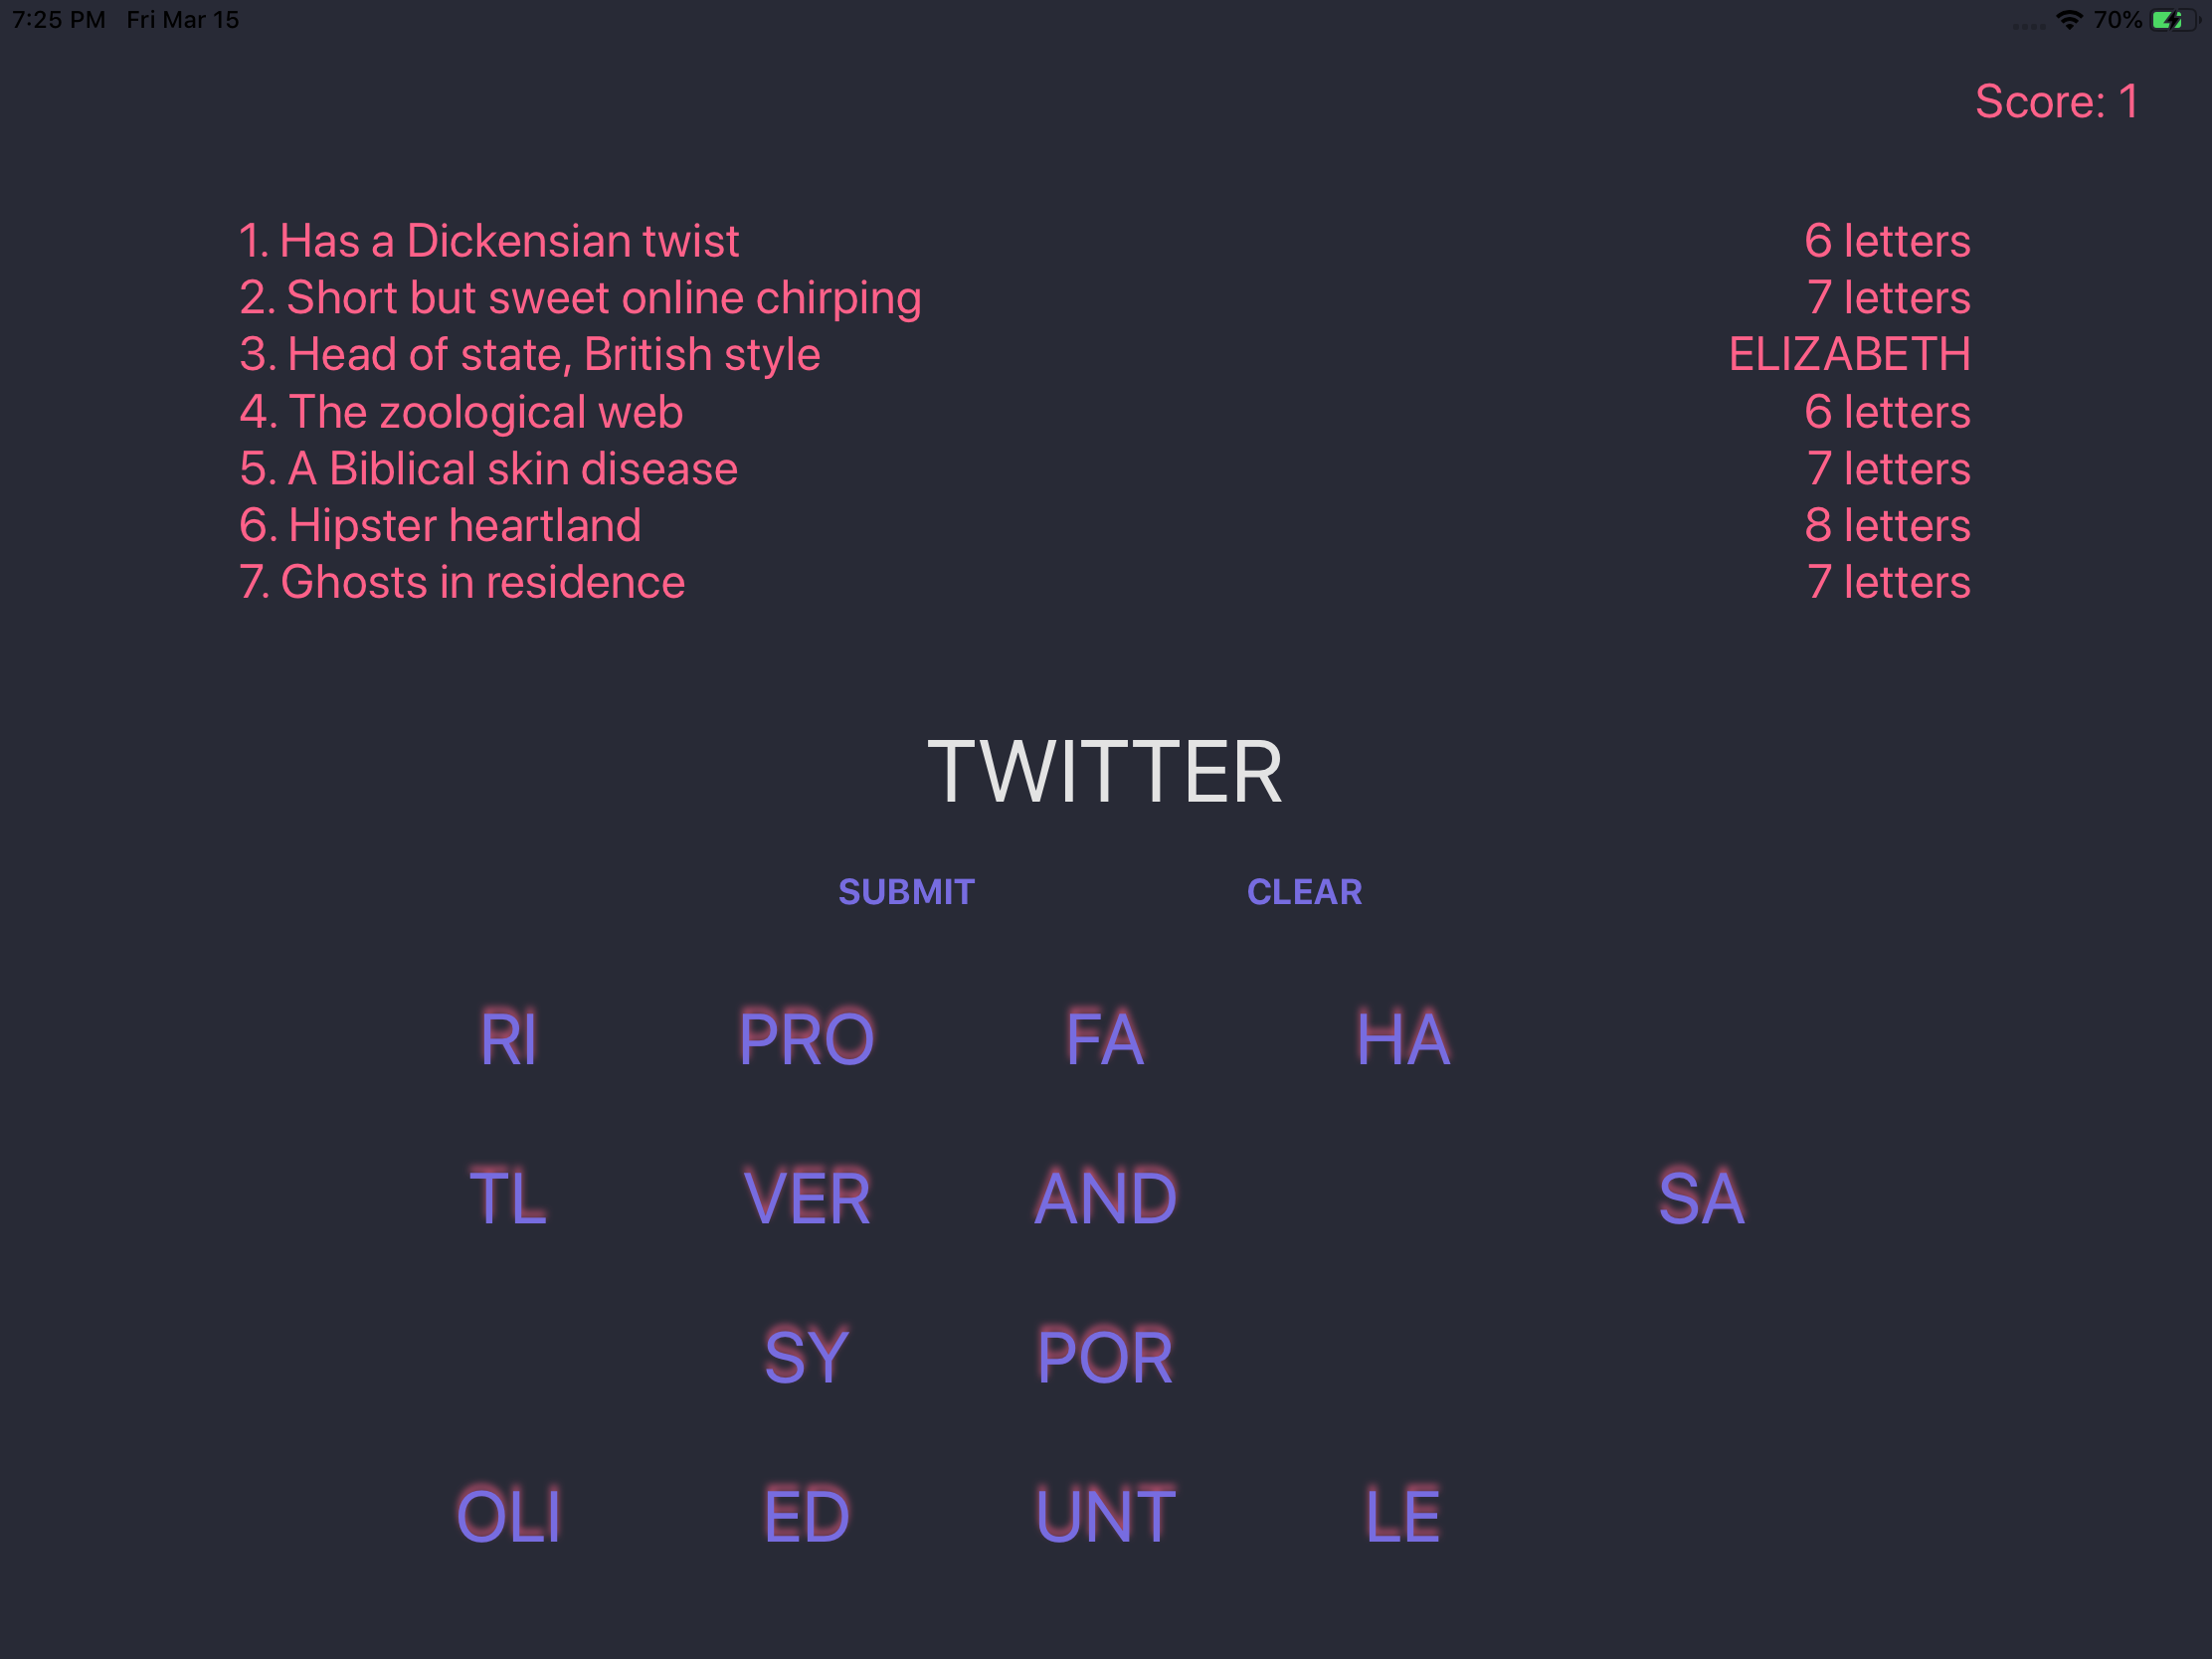 7:25 PM Fri Mar 15 70%
Score: 1
1. Has a Dickensian twist 6 letters
2. Short but sweet online chirping 7 letters
3. Head of state, British style ELIZABETH
4. The zoological web 6 letters
5. A Biblical skin disease 7 letters
6. Hipster heartland 8 letters
7. Ghosts in residence 7 letters
TWITTER
SUBMIT CLEAR
RI PRO FA HA
TL VER AND SA
SY POR
OLI ED UNT LE